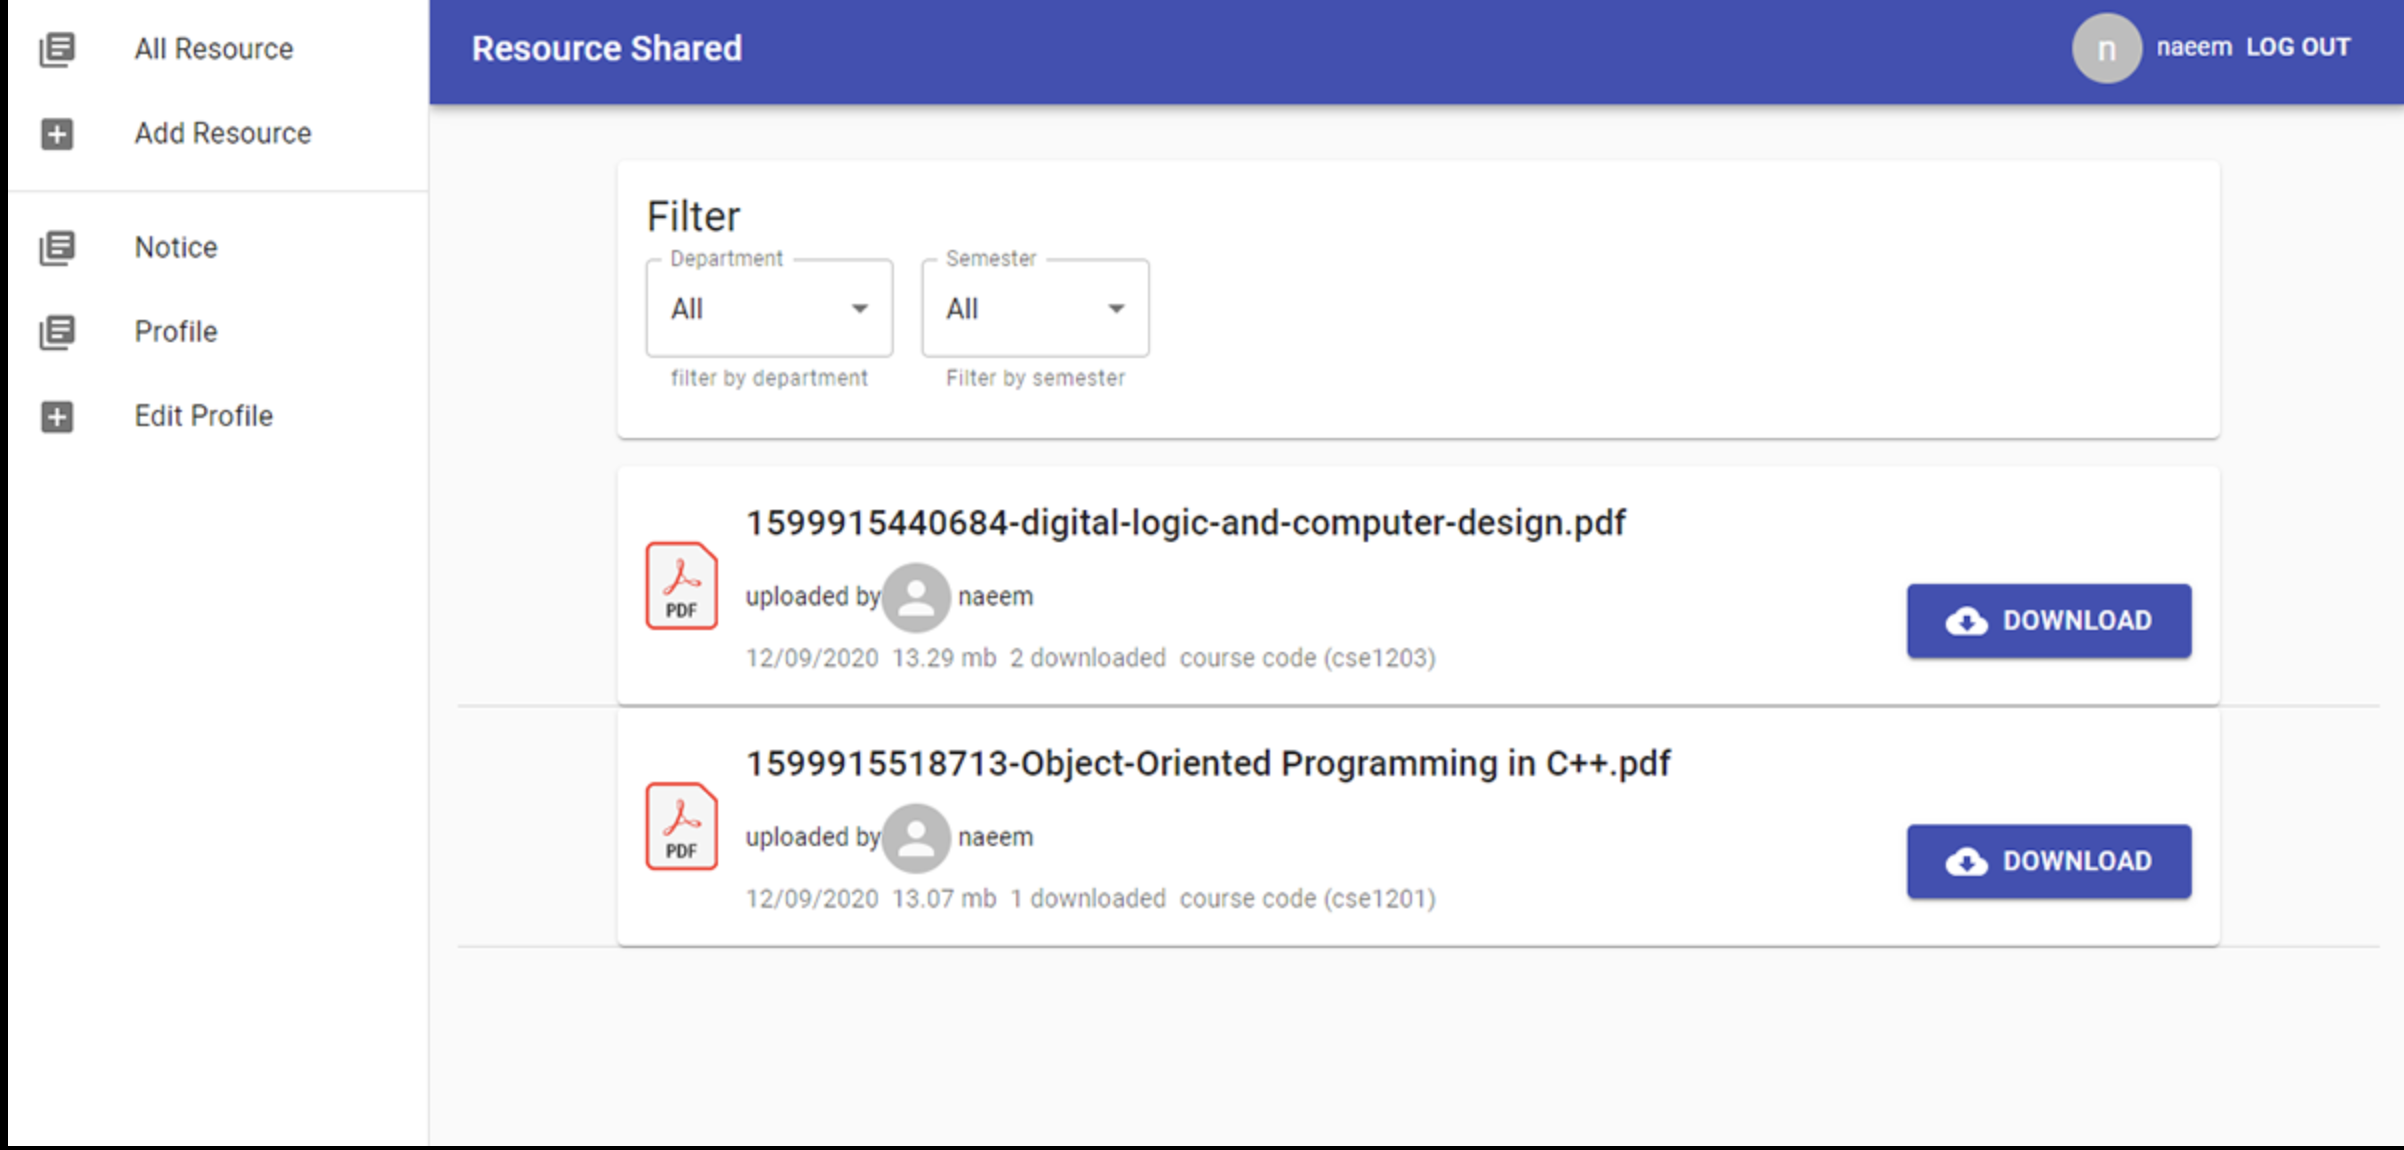 All Resource
Add Resource
Notice
Profile
Edit Profile
Resource Shared
n naeem LOG OUT
Filter
Department Semester
All All
filter by department Filter by semester
1599915440684-digital-logic-and-computer-design.pdf
PDF
uploaded by naeem
12/09/2020 13.29 mb 2 downloaded course code (cse1203)
DOWNLOAD
1599915518713-Object-Oriented Programming in C++.pdf
PDF
uploaded by naeem
12/09/2020 13.07 mb 1 downloaded course code (cse1201)
DOWNLOAD